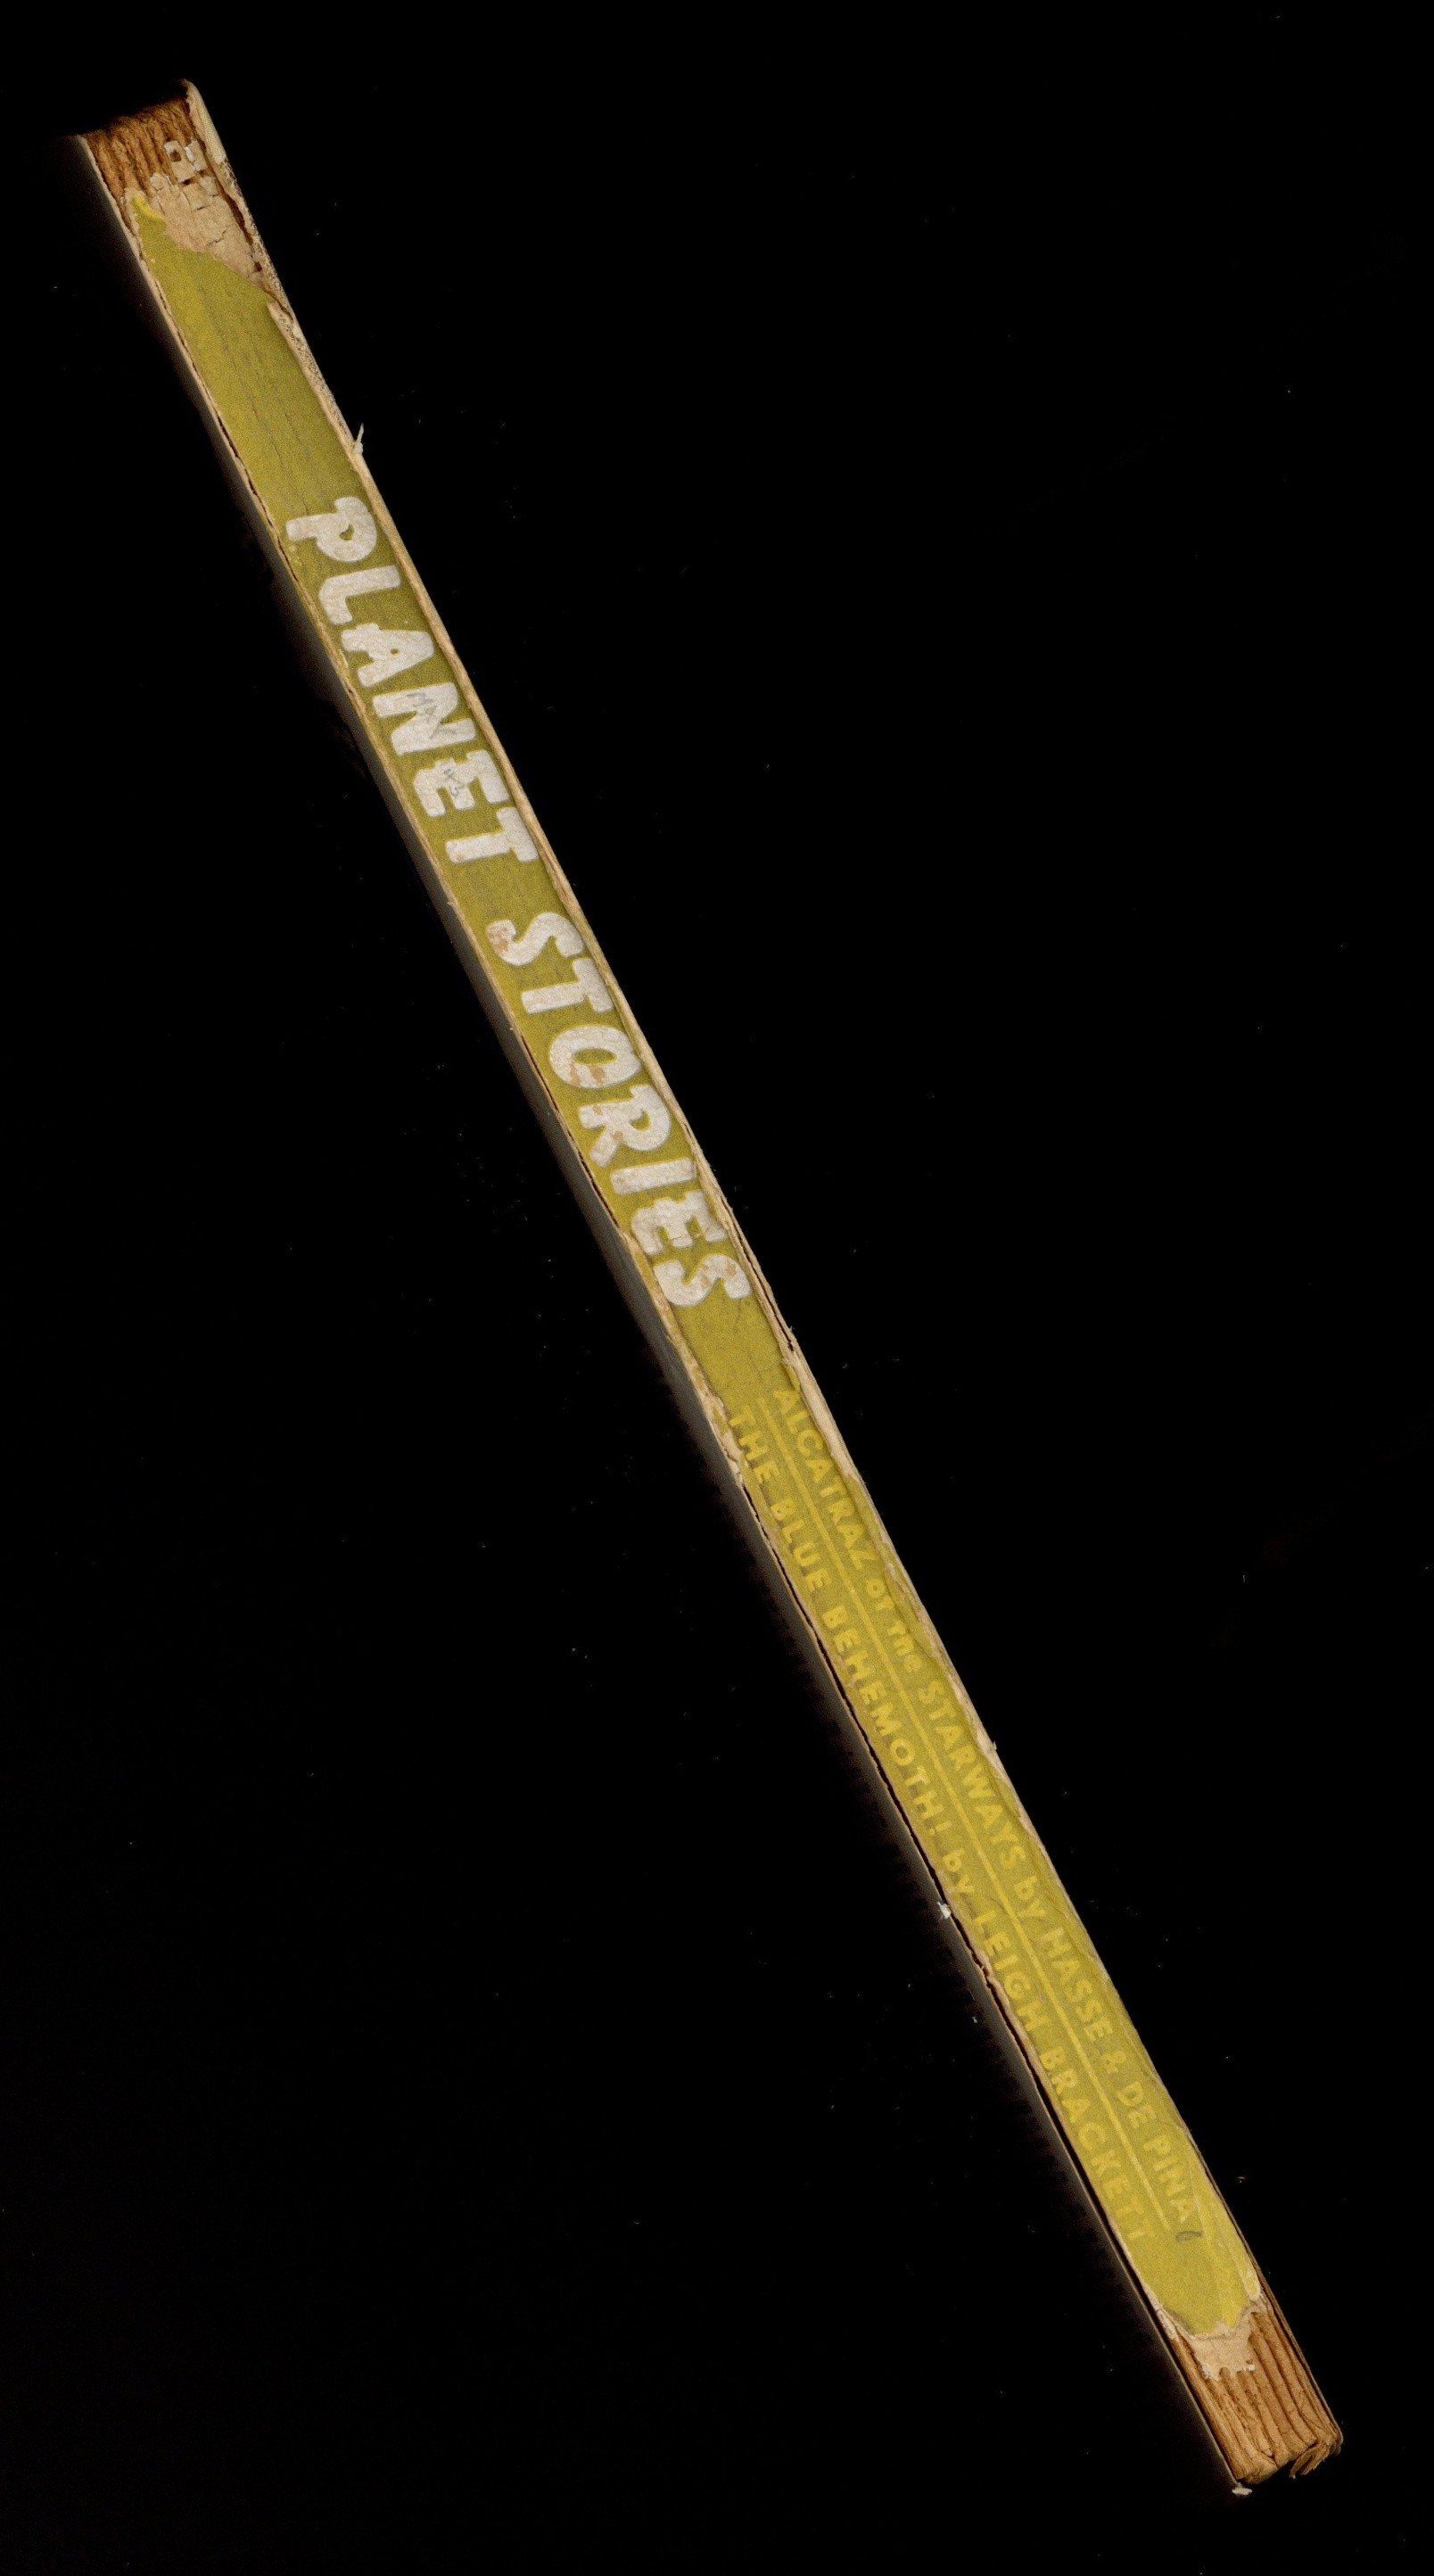 PLANET STORIES
ALCATRAZ of the STARWAYS by HASSE & DE PINA
THE BLUE BEHEMOTH! by LEIGH BRACKETT